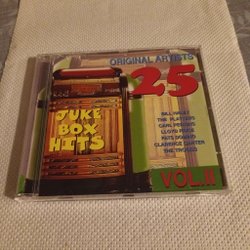 ORIGINAL ARTISTS
25
JUKE
BOX
HITS
BILL HALEY
THE PLATTERS
CARL PERKINS
LLOYD PRICE
FATS DOMINO
CLARENCE CARTER
THE TROGGS
VOL.II